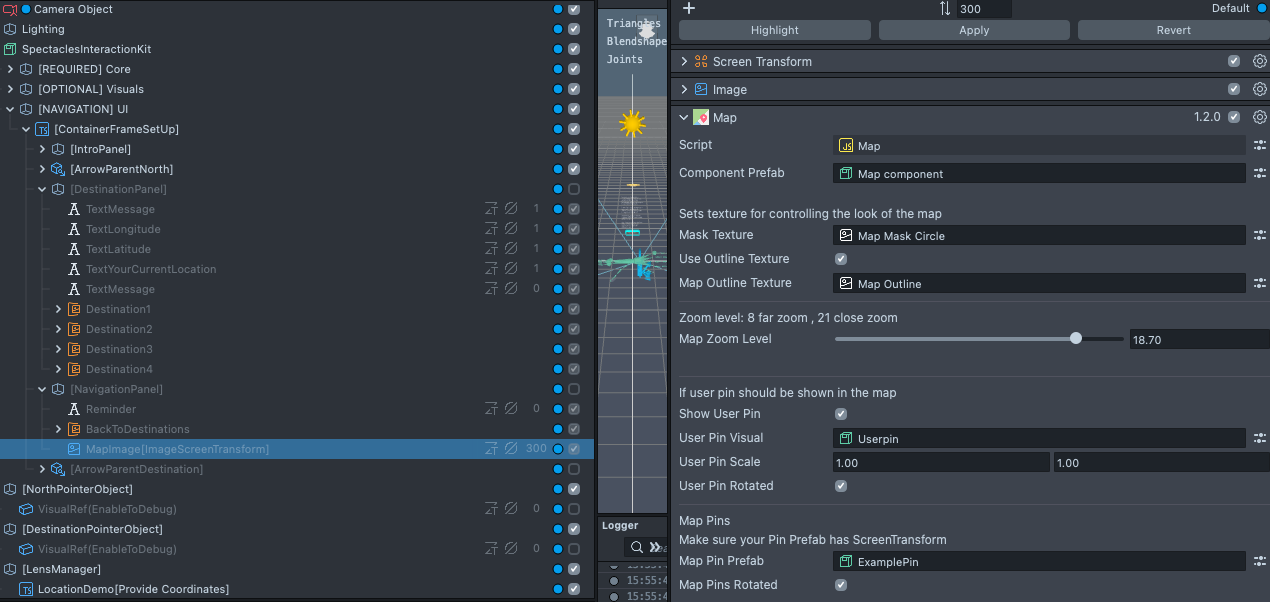 Camera Object
Lighting
SpectaclesInteractionKit
[REQUIRED] Core
[OPTIONAL] Visuals
[NAVIGATION] UI
TS [ContainerFrameSetUp]
[IntroPanel]
[ArrowParentNorth]
[DestinationPanel]
TextMessage 1
TextLongitude 1
TextLatitude 1
TextYourCurrentLocation 1
TextMessage 0
Destination1
Destination2
Destination3
Destination4
[NavigationPanel]
Reminder 0
BackToDestinations
MapImage[ImageScreenTransform] 300
[ArrowParentDestination]
[NorthPointerObject]
VisualRef(EnableToDebug) 0
[DestinationPointerObject]
VisualRef(EnableToDebug) 0
[LensManager]
TS LocationDemo[Provide Coordinates]
Triangles
Blendshape
Joints
Logger
15:55:4
15:55:4
300 Default
Highlight Apply Revert
Screen Transform
Image
Map 1.2.0
Script JS Map
Component Prefab Map component
Sets texture for controlling the look of the map
Mask Texture Map Mask Circle
Use Outline Texture
Map Outline Texture Map Outline
Zoom level: 8 far zoom , 21 close zoom
Map Zoom Level 18.70
If user pin should be shown in the map
Show User Pin
User Pin Visual Userpin
User Pin Scale 1.00 1.00
User Pin Rotated
Map Pins
Make sure your Pin Prefab has ScreenTransform
Map Pin Prefab ExamplePin
Map Pins Rotated